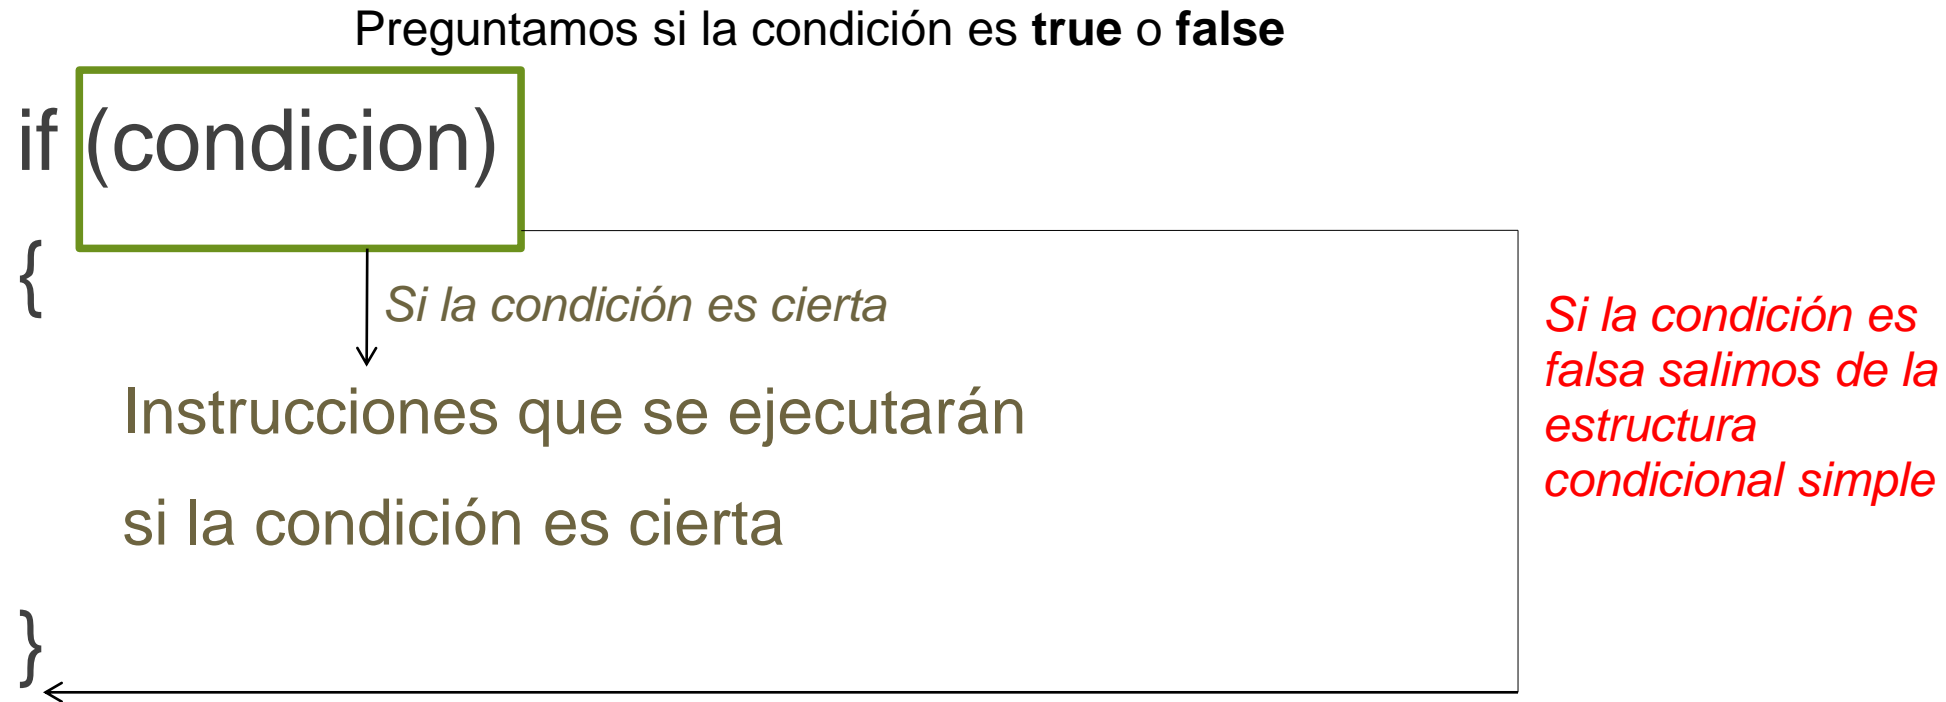 Preguntamos si la condición es true o false
if (condicion)
{
Si la condición es cierta
Instrucciones que se ejecutarán
si la condición es cierta
}
Si la condición es
falsa salimos de la
estructura
condicional simple